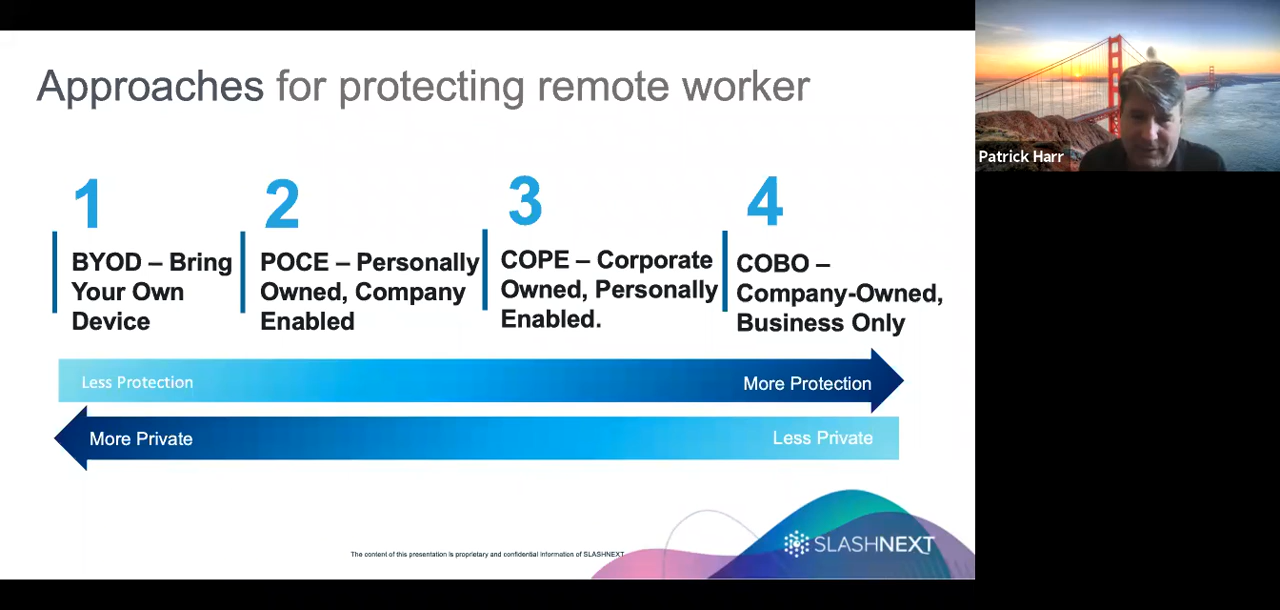 Approaches for protecting remote worker
1
BYOD – Bring
Your Own
Device
2
POCE – Personally
Owned, Company
Enabled
3
COPE – Corporate
Owned, Personally
Enabled.
4
COBO –
Company-Owned,
Business Only
Less Protection
More Protection
More Private
Less Private
The content of this presentation is proprietary and confidential information of SLASHNEXT
SLASHNEXT
Patrick Harr